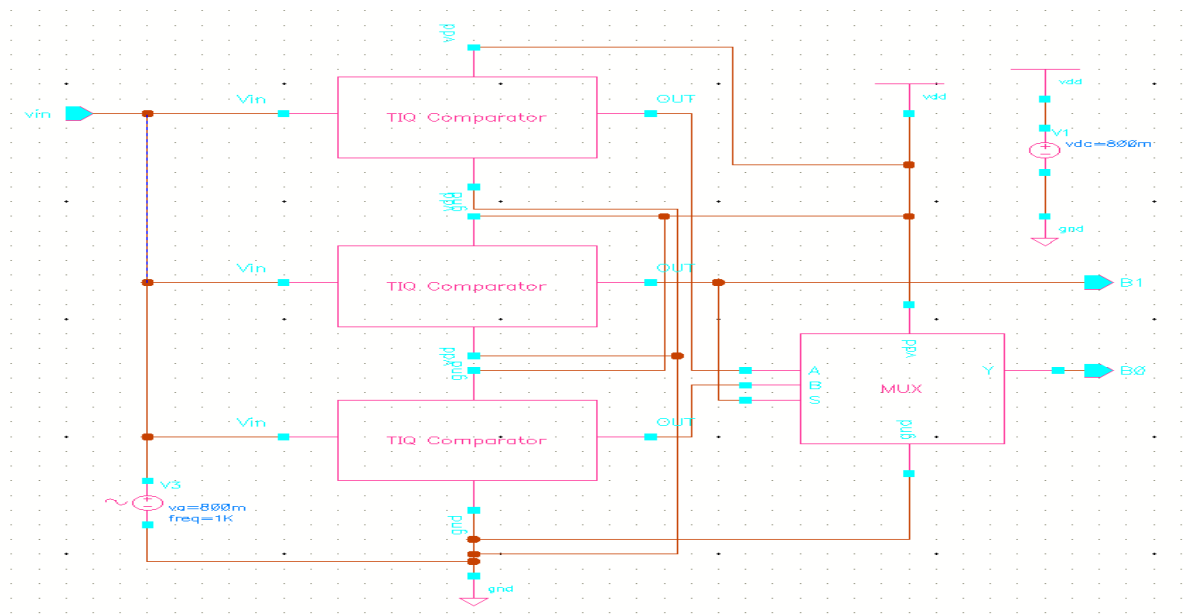 vdd
vin
Vin
TIQ Comparator
OUT
vdd
vdd
V1
vdc=800m
gnd
gnd
vdd
Vin
TIQ Comparator
OUT
B1
gnd
vdd
Vin
TIQ Comparator
OUT
vdd
A
B
S
MUX
Y
gnd
B0
V3
va=800m
freq=1K
gnd
gnd